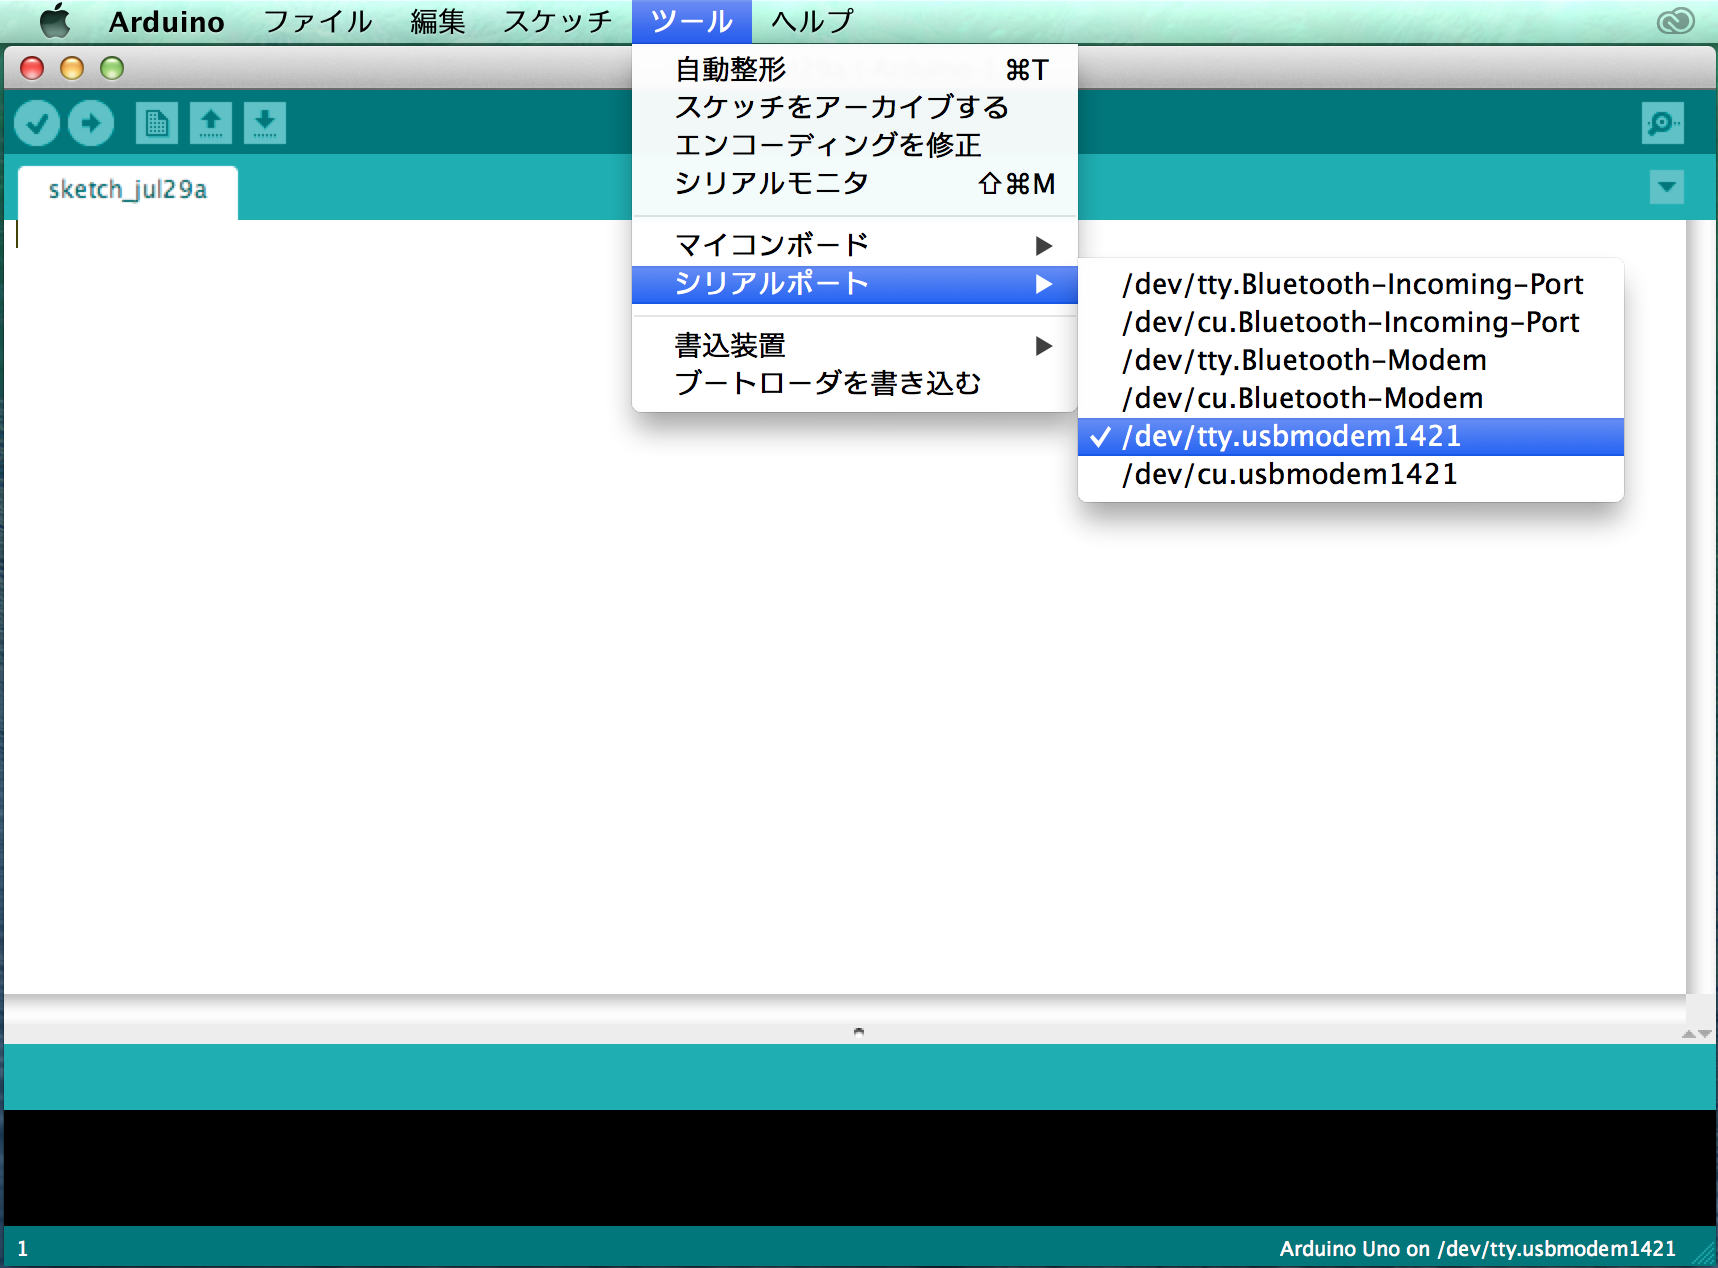 Arduino ファイル 編集 スケッチ ツール ヘルプ
自動整形 ⌘T
スケッチをアーカイブする
エンコーディングを修正
シリアルモニタ ⇧⌘M
sketch_jul29a
マイコンボード ▶
シリアルポート ▶
書込装置 ▶
ブートローダを書き込む
/dev/tty.Bluetooth-Incoming-Port
/dev/cu.Bluetooth-Incoming-Port
/dev/tty.Bluetooth-Modem
/dev/cu.Bluetooth-Modem
✓ /dev/tty.usbmodem1421
/dev/cu.usbmodem1421
1
Arduino Uno on /dev/tty.usbmodem1421